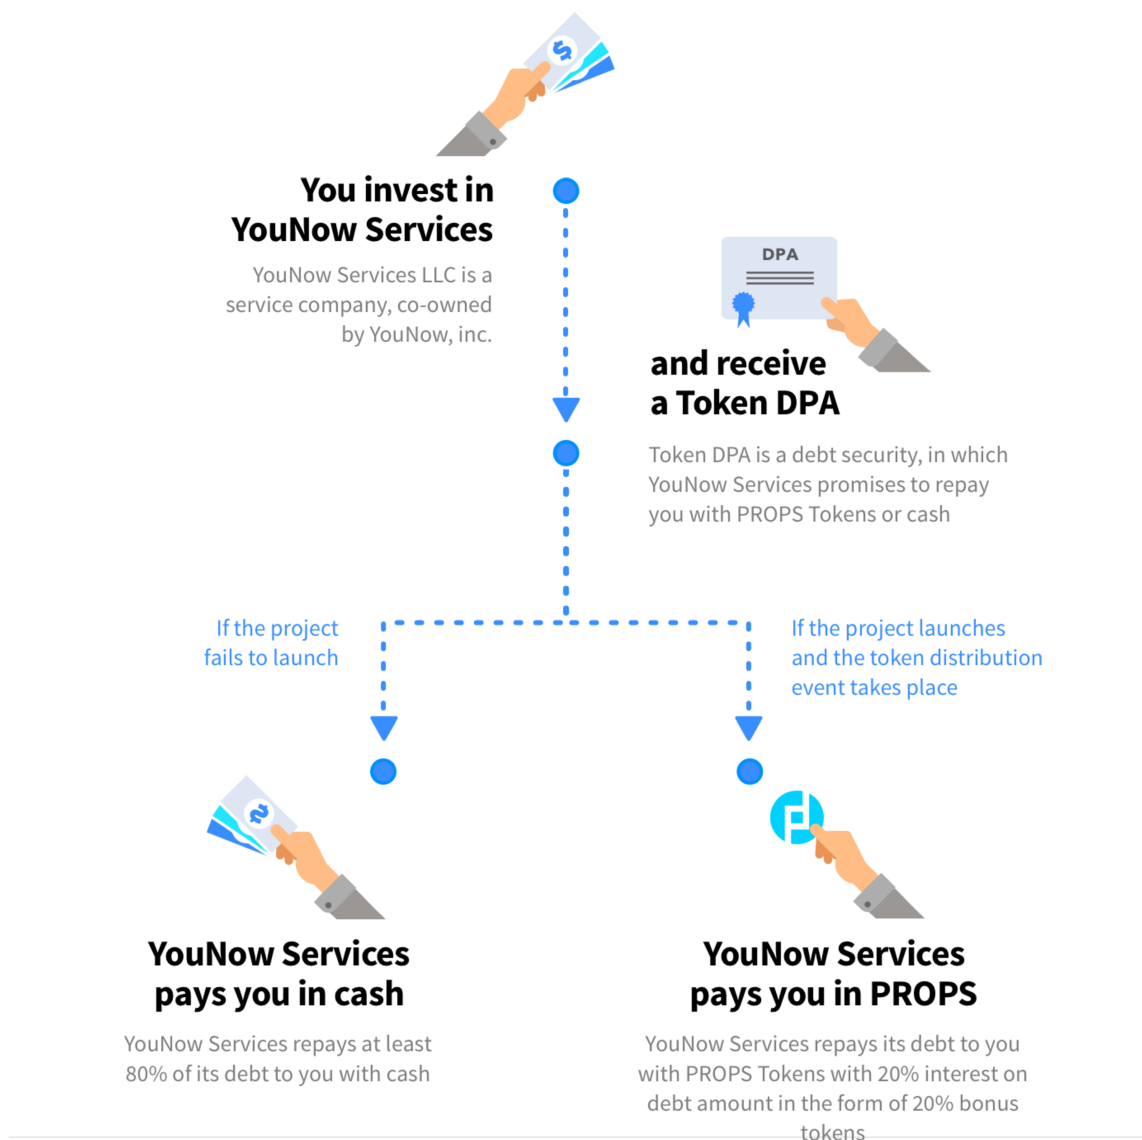 You invest in
YouNow Services
YouNow Services LLC is a
service company, co-owned
by YouNow, inc.
DPA
and receive
a Token DPA
Token DPA is a debt security, in which
YouNow Services promises to repay
you with PROPS Tokens or cash
If the project
fails to launch
If the project launches
and the token distribution
event takes place
YouNow Services
pays you in cash
YouNow Services repays at least
80% of its debt to you with cash
YouNow Services
pays you in PROPS
YouNow Services repays its debt to you
with PROPS Tokens with 20% interest on
debt amount in the form of 20% bonus
tokens